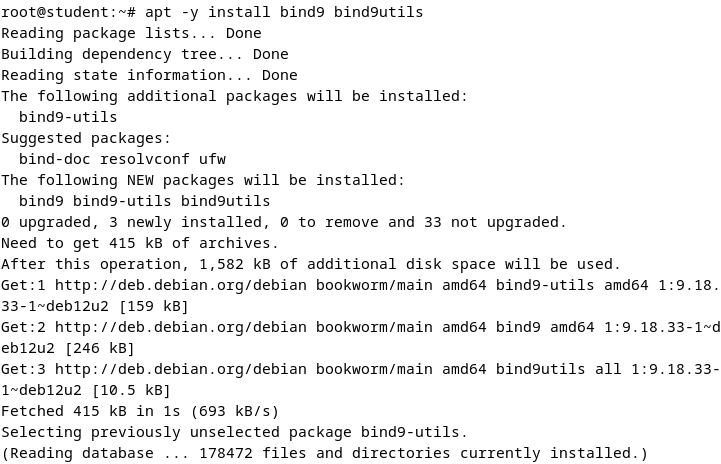 root@student:~# apt -y install bind9 bind9utils
Reading package lists... Done
Building dependency tree... Done
Reading state information... Done
The following additional packages will be installed:
  bind9-utils
Suggested packages:
  bind-doc resolvconf ufw
The following NEW packages will be installed:
  bind9 bind9-utils bind9utils
0 upgraded, 3 newly installed, 0 to remove and 33 not upgraded.
Need to get 415 kB of archives.
After this operation, 1,582 kB of additional disk space will be used.
Get:1 http://deb.debian.org/debian bookworm/main amd64 bind9-utils amd64 1:9.18.
33-1~deb12u2 [159 kB]
Get:2 http://deb.debian.org/debian bookworm/main amd64 bind9 amd64 1:9.18.33-1~d
eb12u2 [246 kB]
Get:3 http://deb.debian.org/debian bookworm/main amd64 bind9utils all 1:9.18.33-
1~deb12u2 [10.5 kB]
Fetched 415 kB in 1s (693 kB/s)
Selecting previously unselected package bind9-utils.
(Reading database ... 178472 files and directories currently installed.)